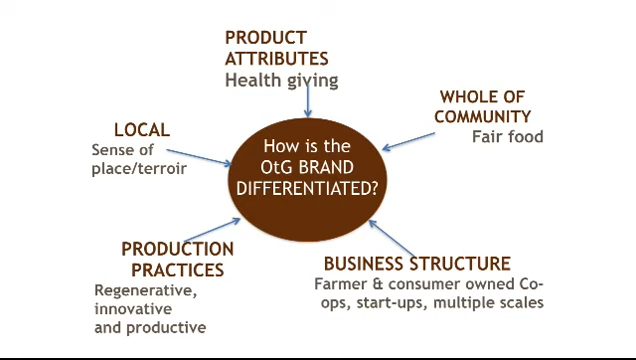 PRODUCT
ATTRIBUTES
Health giving
WHOLE OF
COMMUNITY
Fair food
LOCAL
Sense of
place/terroir
How is the
OtG BRAND
DIFFERENTIATED?
PRODUCTION
PRACTICES
Regenerative,
innovative
and productive
BUSINESS STRUCTURE
Farmer & consumer owned Co-
ops, start-ups, multiple scales